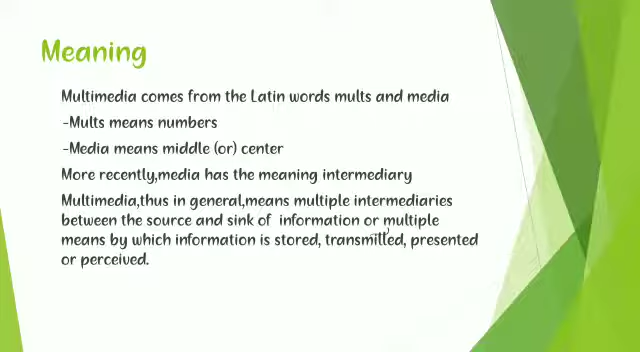 Meaning
Multimedia comes from the Latin words mults and media
-Mults means numbers
-Media means middle (or) center
More recently,media has the meaning intermediary
Multimedia,thus in general,means multiple intermediaries
between the source and sink of information or multiple
means by which information is stored, transmitted, presented
or perceived.